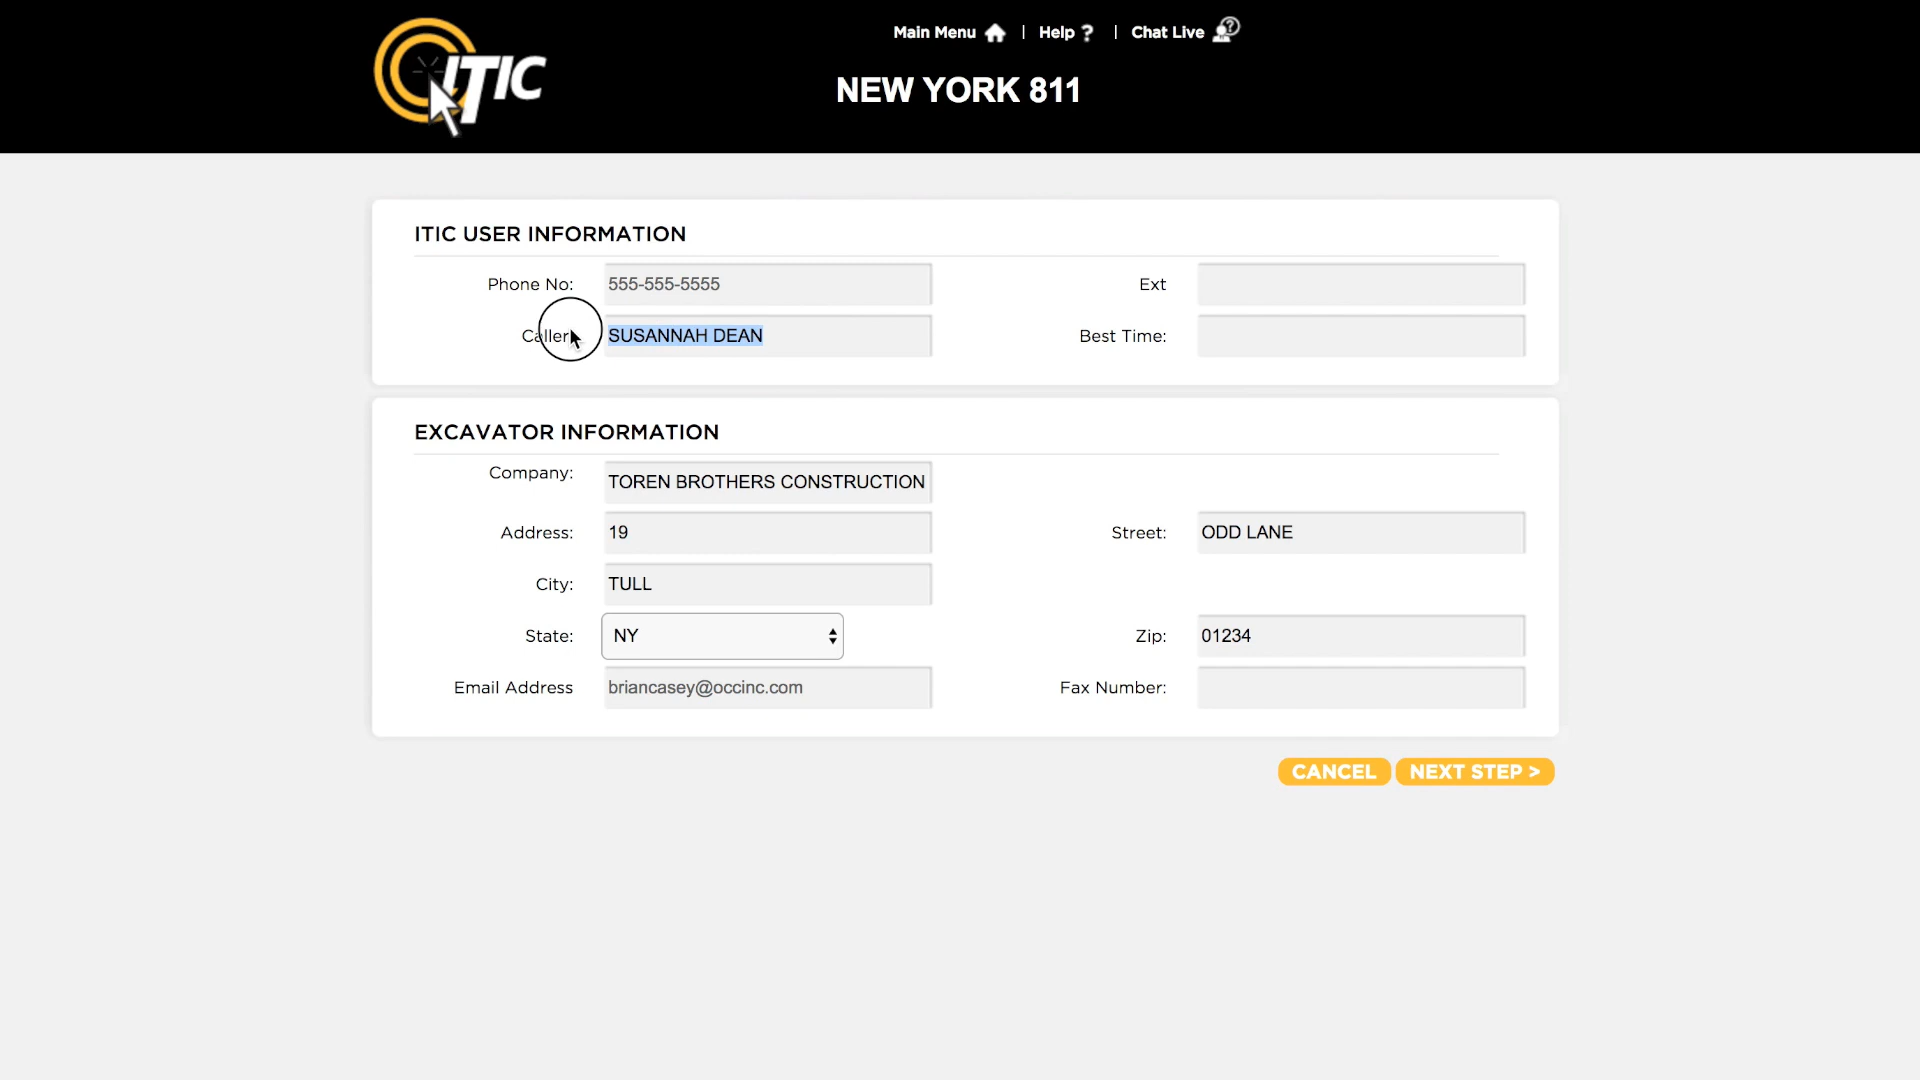 Main Menu | Help ? | Chat Live
ITIC
NEW YORK 811
ITIC USER INFORMATION
Phone No: 555-555-5555 Ext
Caller: SUSANNAH DEAN Best Time:
EXCAVATOR INFORMATION
Company: TOREN BROTHERS CONSTRUCTION
Address: 19 Street: ODD LANE
City: TULL
State: NY Zip: 01234
Email Address briancasey@occinc.com Fax Number:
CANCEL NEXT STEP >